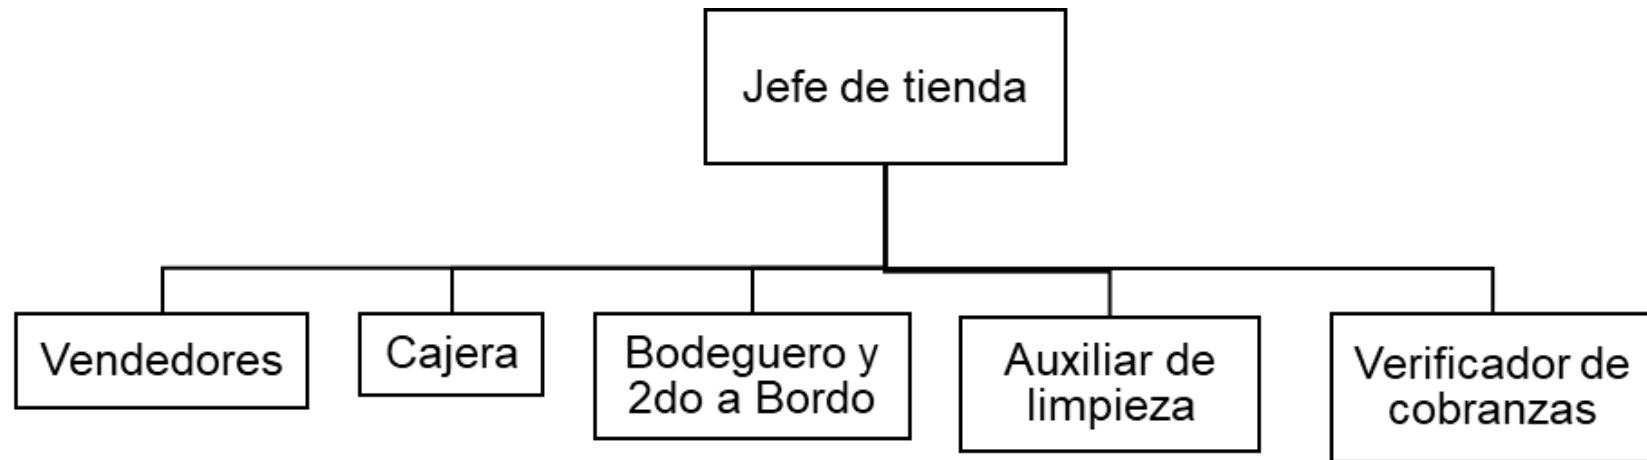 Jefe de tienda
Vendedores
Cajera
Bodeguero y
2do a Bordo
Auxiliar de
limpieza
Verificador de
cobranzas